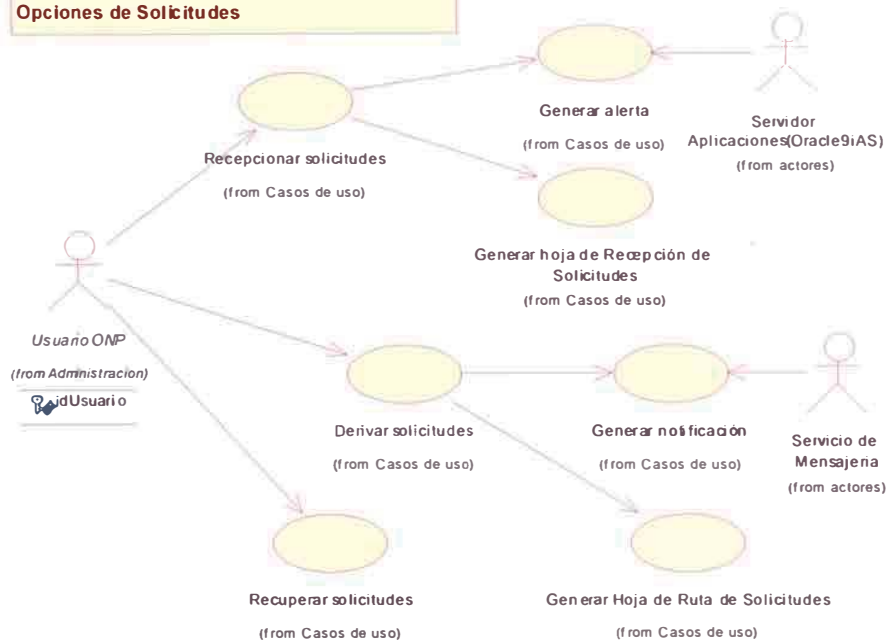 Opciones de Solicitudes
Generar alerta
(from Casos de uso)
Servidor
Aplicaciones(Oracle9iAS)
(from actores)
Recepcionar solicitudes
(from Casos de uso)
Generar hoja de Recepción de
Solicitudes
(from Casos de uso)
Usuario ONP
(from Administracion)
idUsuario
Derivar solicitudes
(from Casos de uso)
Generar notificación
(from Casos de uso)
Servicio de
Mensajeria
(from actores)
Recuperar solicitudes
(from Casos de uso)
Generar Hoja de Ruta de Solicitudes
(from Casos de uso)